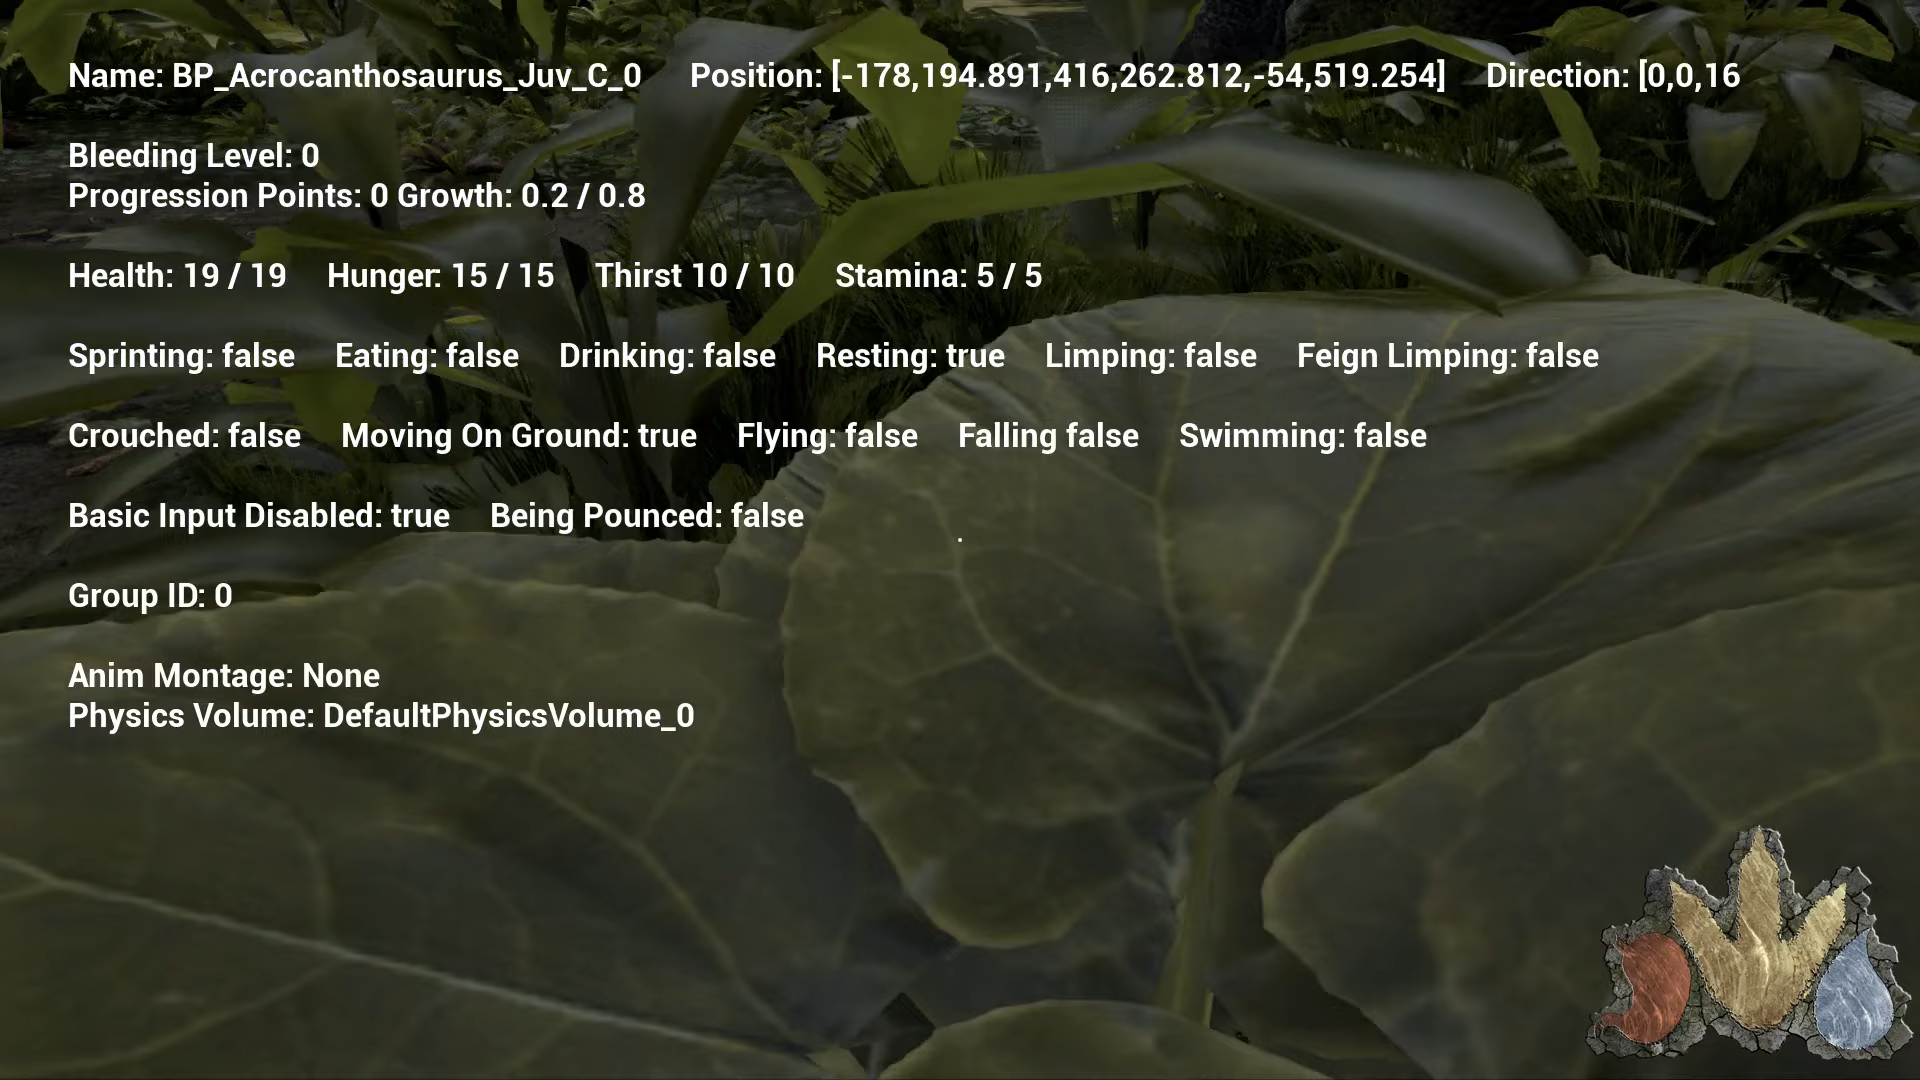 Name: BP_Acrocanthosaurus_Juv_C_0 Position: [-178,194.891,416,262.812,-54,519.254] Direction: [0,0,16
Bleeding Level: 0
Progression Points: 0 Growth: 0.2 / 0.8
Health: 19 / 19 Hunger: 15 / 15 Thirst 10 / 10 Stamina: 5 / 5
Sprinting: false Eating: false Drinking: false Resting: true Limping: false Feign Limping: false
Crouched: false Moving On Ground: true Flying: false Falling false Swimming: false
Basic Input Disabled: true Being Pounced: false
Group ID: 0
Anim Montage: None
Physics Volume: DefaultPhysicsVolume_0